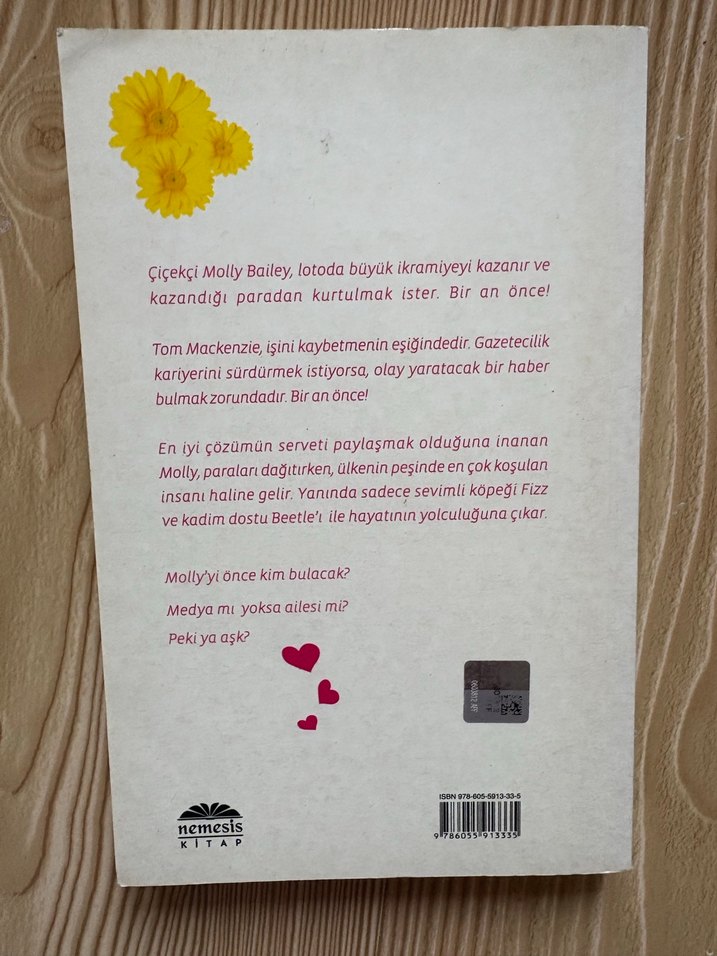 Çiçekçi Molly Bailey, lotoda büyük ikramiyeyi kazanır ve
kazandığı paradan kurtulmak ister. Bir an önce!
Tom Mackenzie, işini kaybetmenin eşiğindedir. Gazetecilik
kariyerini sürdürmek istiyorsa, olay yaratacak bir haber
bulmak zorundadır. Bir an önce!
En iyi çözümün serveti paylaşmak olduğuna inanan
Molly, paraları dağıtırken, ülkenin peşinde en çok koşulan
insanı haline gelir. Yanında sadece sevimli köpeği Fizz
ve kadim dostu Beetle'ı ile hayatının yolculuğuna çıkar.
Molly'yi önce kim bulacak?
Medya mı yoksa ailesi mi?
Peki ya aşk?
nemesis
KİTAP
ISBN 978-605-5913-33-5
9 786055 913335